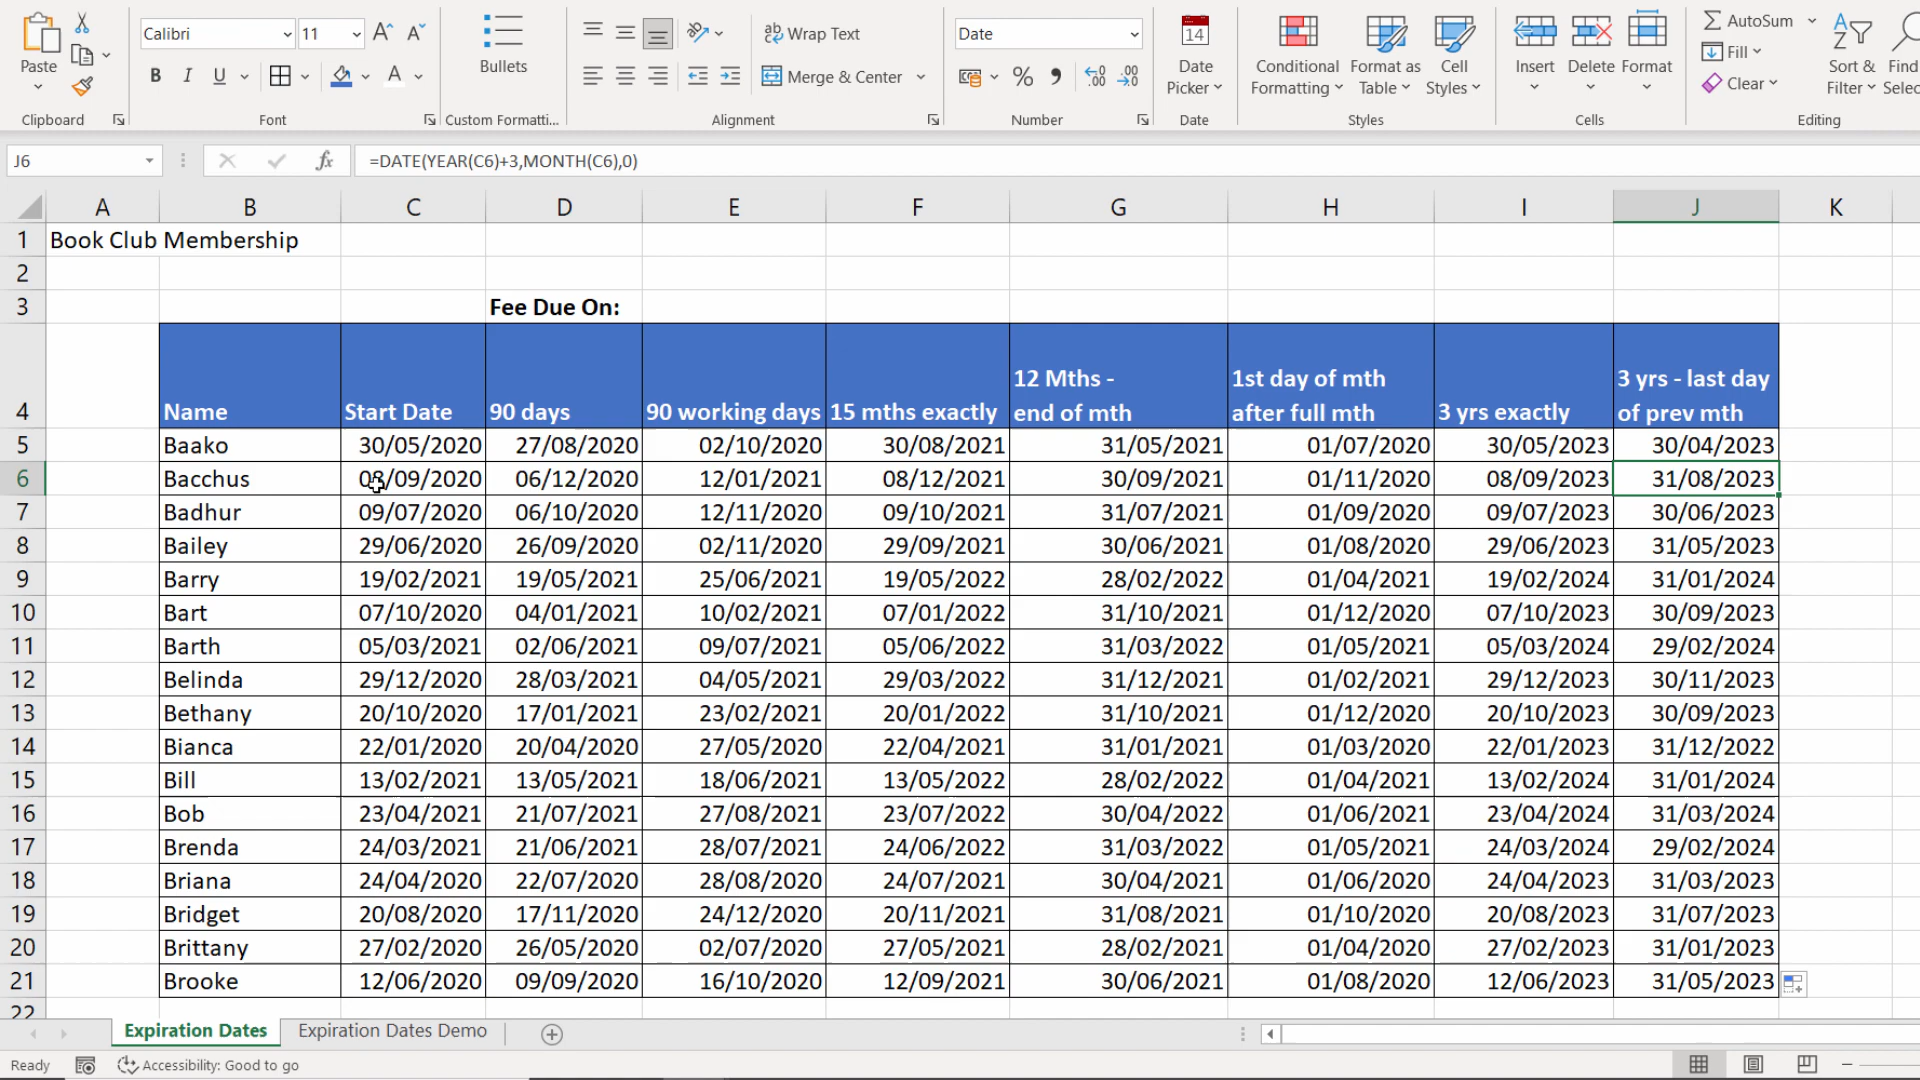 Paste
Clipboard
Calibri
11
A
A
B I U
A
Font
Bullets
Custom Formatti...
Wrap Text
Merge & Center
Alignment
Date
%
Number
14
Date
Picker
Date
Conditional
Formatting
Format as
Table
Cell
Styles
Styles
Insert
Delete
Format
Cells
AutoSum
Fill
Clear
Sort &
Filter
Find
Selec
Editing
J6
fx
=DATE(YEAR(C6)+3,MONTH(C6),0)
A B C D E F G H I J K
1 Book Club Membership
2
3 Fee Due On:
4 Name Start Date 90 days 90 working days 15 mths exactly 12 Mths - end of mth 1st day of mth after full mth 3 yrs exactly 3 yrs - last day of prev mth
5 Baako 30/05/2020 27/08/2020 02/10/2020 30/08/2021 31/05/2021 01/07/2020 30/05/2023 30/04/2023
6 Bacchus 08/09/2020 06/12/2020 12/01/2021 08/12/2021 30/09/2021 01/11/2020 08/09/2023 31/08/2023
7 Badhur 09/07/2020 06/10/2020 12/11/2020 09/10/2021 31/07/2021 01/09/2020 09/07/2023 30/06/2023
8 Bailey 29/06/2020 26/09/2020 02/11/2020 29/09/2021 30/06/2021 01/08/2020 29/06/2023 31/05/2023
9 Barry 19/02/2021 19/05/2021 25/06/2021 19/05/2022 28/02/2022 01/04/2021 19/02/2024 31/01/2024
10 Bart 07/10/2020 04/01/2021 10/02/2021 07/01/2022 31/10/2021 01/12/2020 07/10/2023 30/09/2023
11 Barth 05/03/2021 02/06/2021 09/07/2021 05/06/2022 31/03/2022 01/05/2021 05/03/2024 29/02/2024
12 Belinda 29/12/2020 28/03/2021 04/05/2021 29/03/2022 31/12/2021 01/02/2021 29/12/2023 30/11/2023
13 Bethany 20/10/2020 17/01/2021 23/02/2021 20/01/2022 31/10/2021 01/12/2020 20/10/2023 30/09/2023
14 Bianca 22/01/2020 20/04/2020 27/05/2020 22/04/2021 31/01/2021 01/03/2020 22/01/2023 31/12/2022
15 Bill 13/02/2021 13/05/2021 18/06/2021 13/05/2022 28/02/2022 01/04/2021 13/02/2024 31/01/2024
16 Bob 23/04/2021 21/07/2021 27/08/2021 23/07/2022 30/04/2022 01/06/2021 23/04/2024 31/03/2024
17 Brenda 24/03/2021 21/06/2021 28/07/2021 24/06/2022 31/03/2022 01/05/2021 24/03/2024 29/02/2024
18 Briana 24/04/2020 22/07/2020 28/08/2020 24/07/2021 30/04/2021 01/06/2020 24/04/2023 31/03/2023
19 Bridget 20/08/2020 17/11/2020 24/12/2020 20/11/2021 31/08/2021 01/10/2020 20/08/2023 31/07/2023
20 Brittany 27/02/2020 26/05/2020 02/07/2020 27/05/2021 28/02/2021 01/04/2020 27/02/2023 31/01/2023
21 Brooke 12/06/2020 09/09/2020 16/10/2020 12/09/2021 30/06/2021 01/08/2020 12/06/2023 31/05/2023
22
Expiration Dates Expiration Dates Demo
Ready Accessibility: Good to go